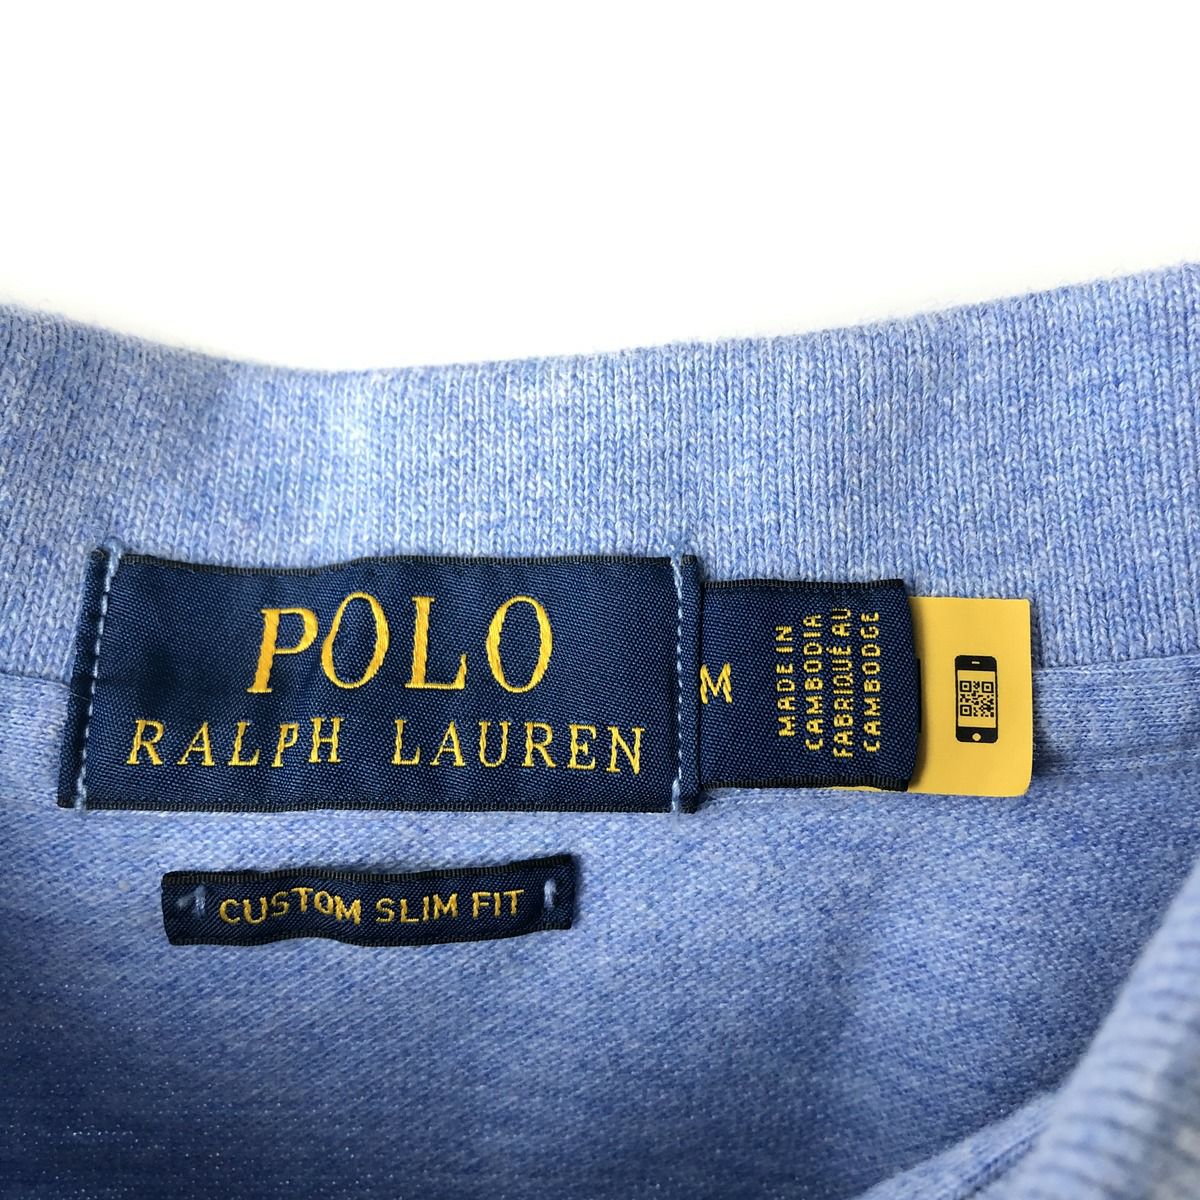 POLO
RALPH LAUREN
M
MADE IN
CAMBODIA
FABRIQUÉ AU
CAMBODGE
CUSTOM SLIM FIT